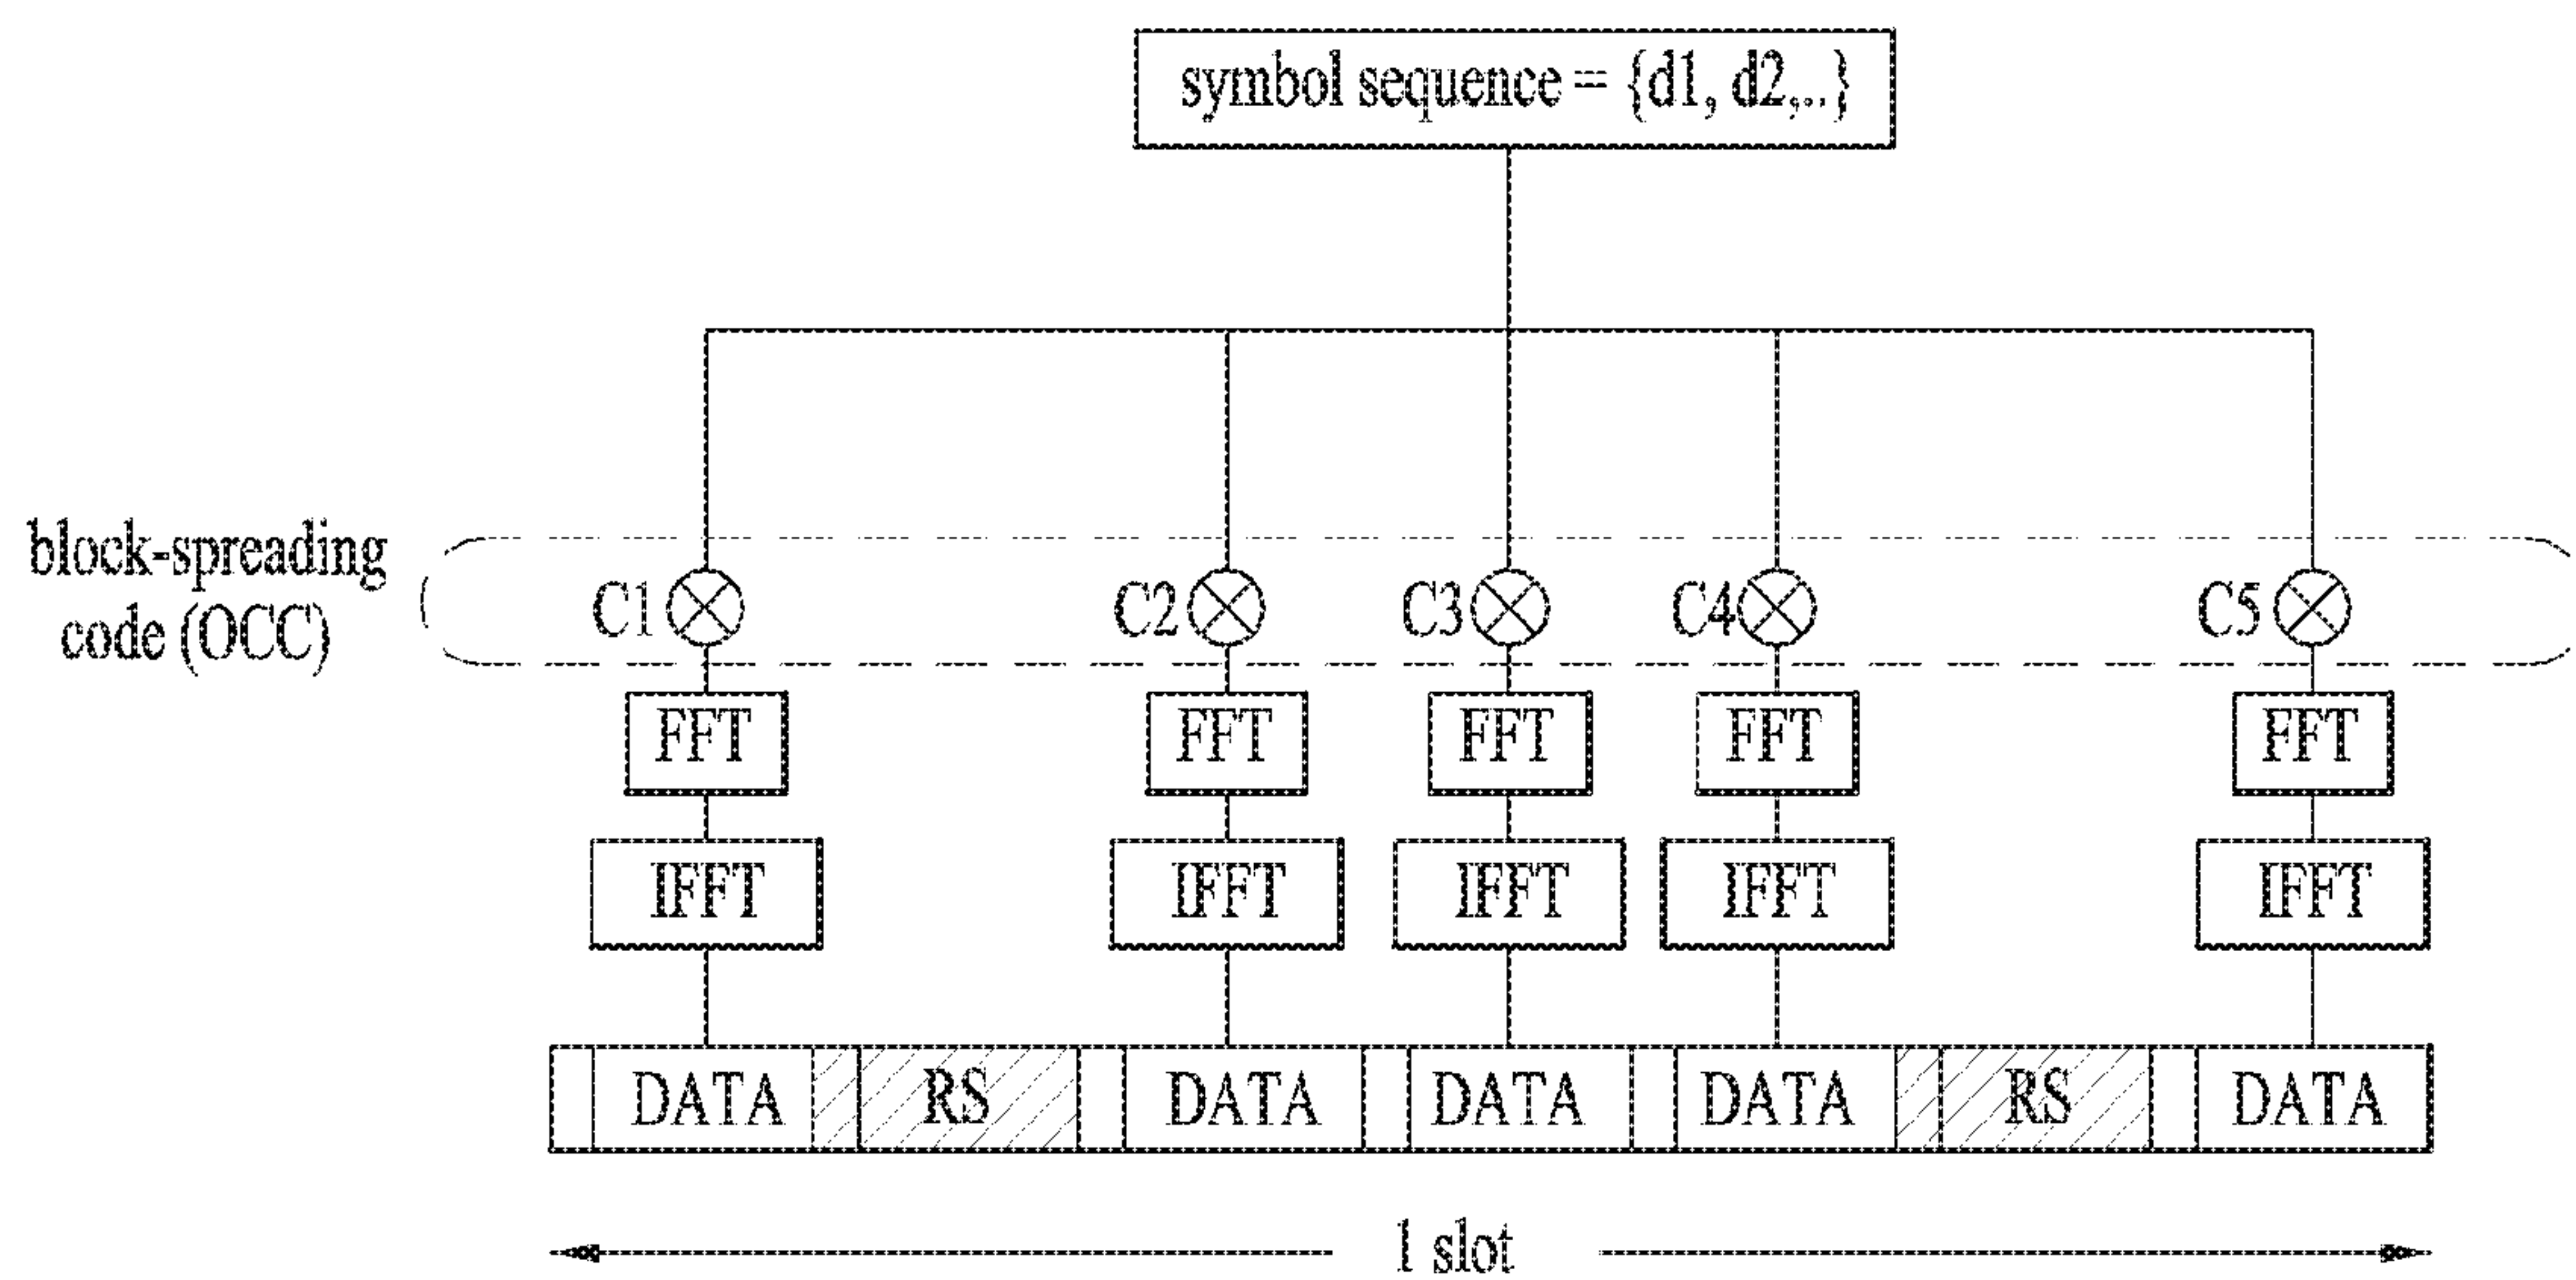 symbol sequence = {d1, d2,..}
block-spreading
code (OCC)
C1 C2 C3 C4 C5
FFT FFT FFT FFT FFT
IFFT IFFT IFFT IFFT IFFT
DATA RS DATA DATA DATA RS DATA
1 slot